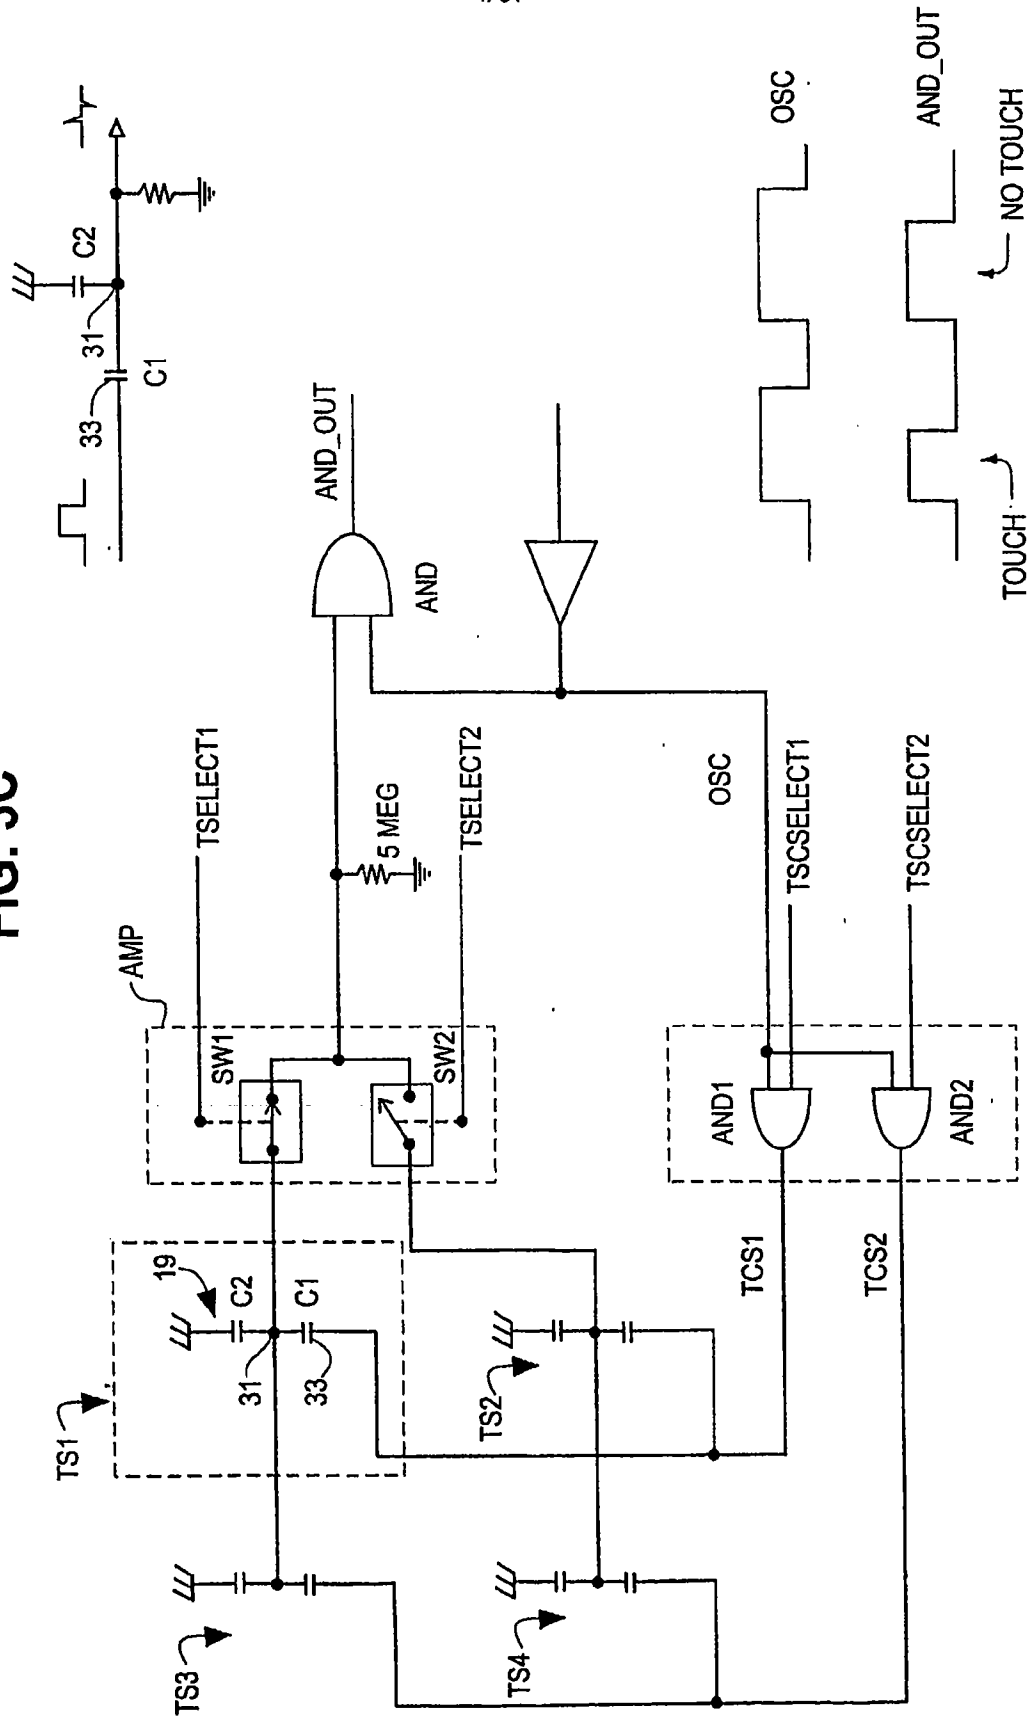 FIG. 3C
TS1
TS3
TS2
TS4
19
C2
31
C1
33
AMP
SW1
SW2
TSELECT1
TSELECT2
5 MEG
AND
AND_OUT
33
31
C2
C1
TCS1
TCS2
AND1
AND2
OSC
TSCSELECT1
TSCSELECT2
OSC
AND_OUT
TOUCH
NO TOUCH